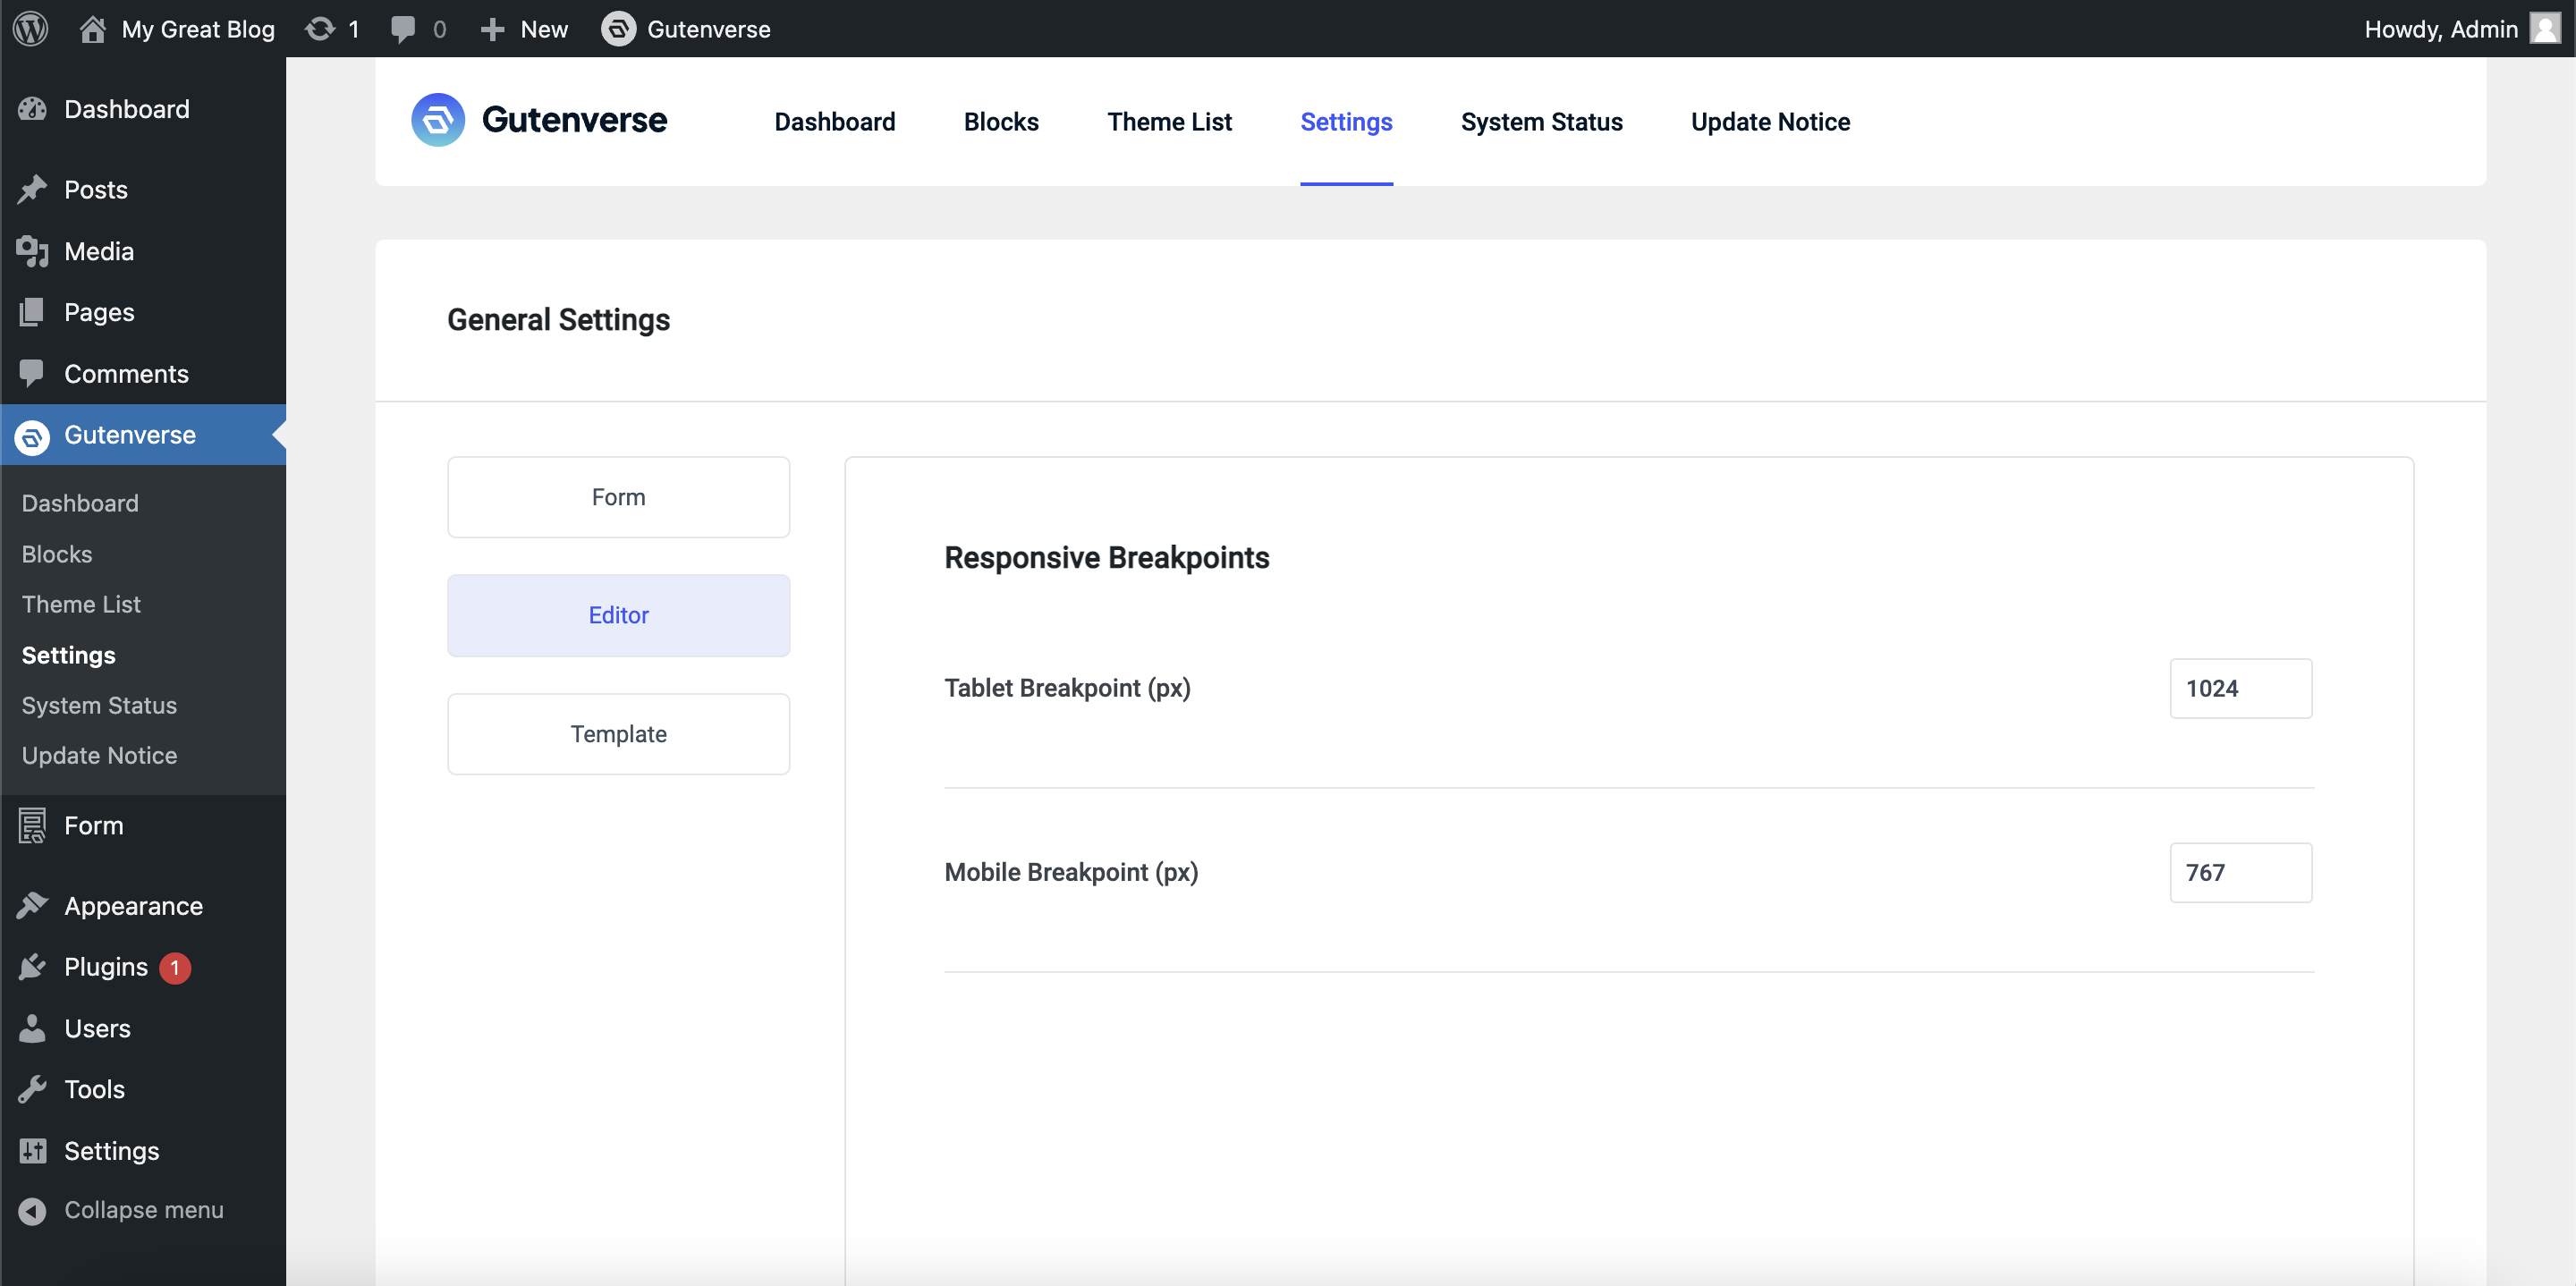 My Great Blog 1 0 New Gutenverse Howdy, Admin
Dashboard
Posts
Media
Pages
Comments
Gutenverse
Dashboard
Blocks
Theme List
Settings
System Status
Update Notice
Form
Appearance
Plugins 1
Users
Tools
Settings
Collapse menu
Gutenverse Dashboard Blocks Theme List Settings System Status Update Notice
General Settings
Form
Editor
Template
Responsive Breakpoints
Tablet Breakpoint (px) 1024
Mobile Breakpoint (px) 767